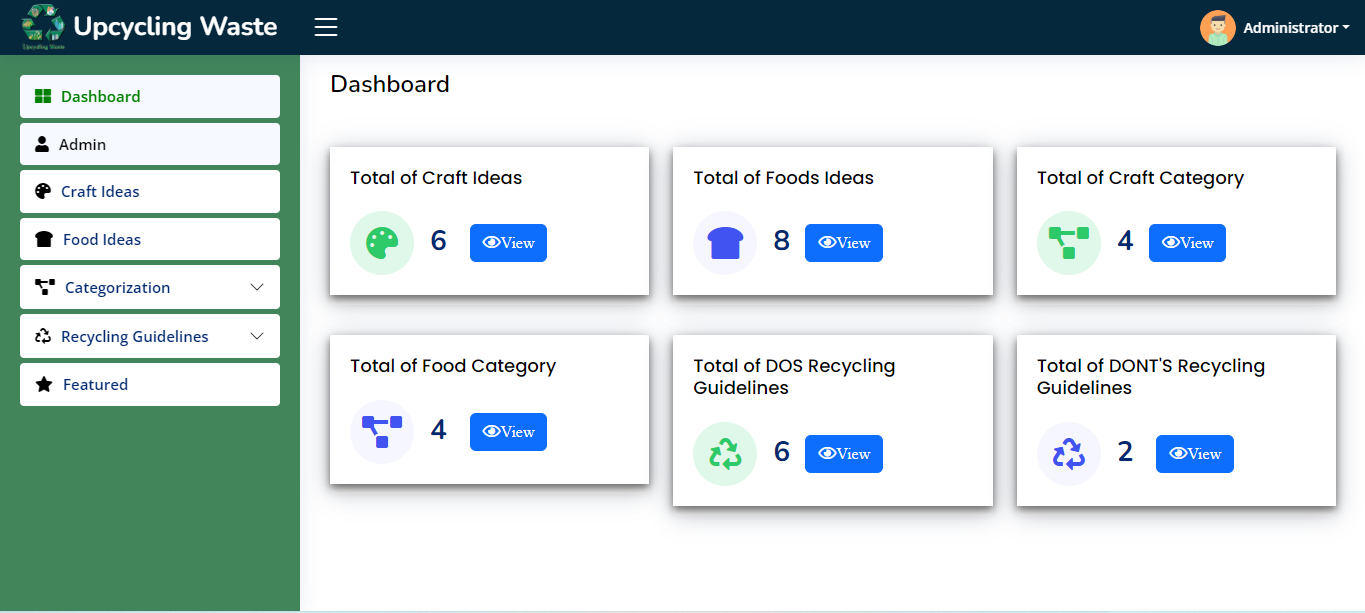 Upcycling Waste
Upcycling Waste
Administrator
Dashboard
Admin
Craft Ideas
Food Ideas
Categorization
Recycling Guidelines
Featured
Dashboard
Total of Craft Ideas
6 View
Total of Foods Ideas
8 View
Total of Craft Category
4 View
Total of Food Category
4 View
Total of DOS Recycling
Guidelines
6 View
Total of DONT'S Recycling
Guidelines
2 View